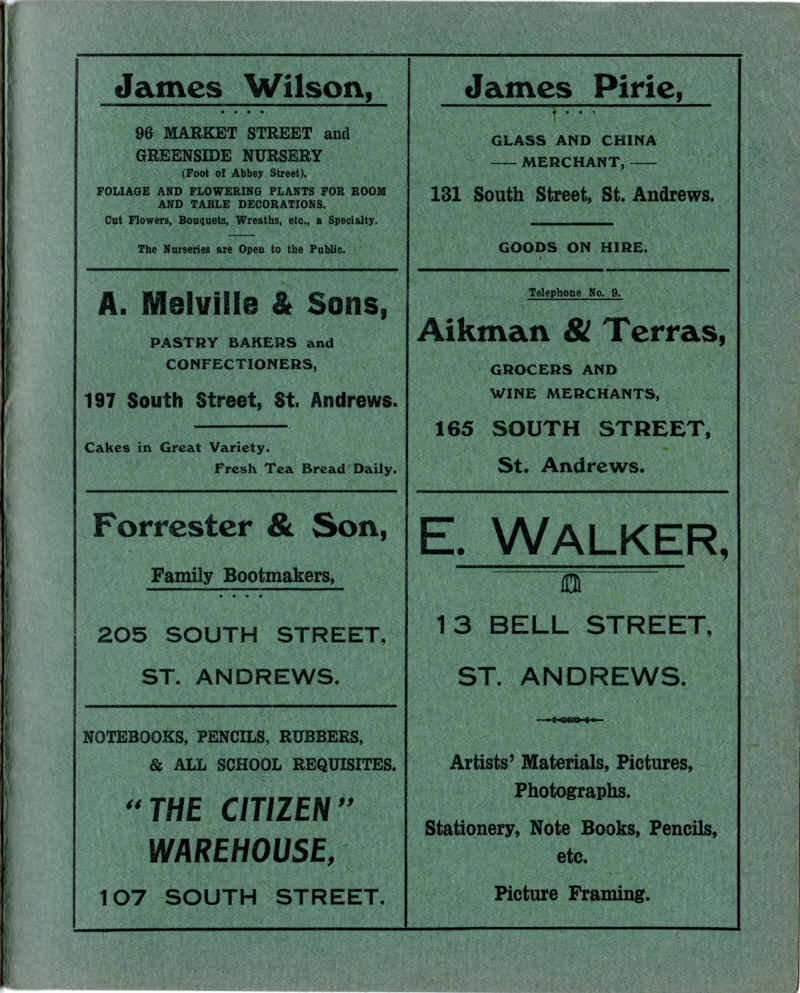 James Wilson,
96 MARKET STREET and
GREENSIDE NURSERY
(Foot of Abbey Street).
FOLIAGE AND FLOWERING PLANTS FOR ROOM
AND TABLE DECORATIONS.
Cut Flowers, Bouquets, Wreaths, etc., a Specialty.
The Nurseries are Open to the Public.
A. Melville & Sons,
PASTRY BAKERS and
CONFECTIONERS,
197 South Street, St. Andrews.
Cakes in Great Variety.
Fresh Tea Bread Daily.
Forrester & Son,
Family Bootmakers,
205 SOUTH STREET,
ST. ANDREWS.
NOTEBOOKS, PENCILS, RUBBERS,
& ALL SCHOOL REQUISITES.
"THE CITIZEN"
WAREHOUSE,
107 SOUTH STREET.
James Pirie,
GLASS AND CHINA
— MERCHANT, —
131 South Street, St. Andrews.
GOODS ON HIRE.
Telephone No. 9.
Aikman & Terras,
GROCERS AND
WINE MERCHANTS,
165 SOUTH STREET,
St. Andrews.
E. WALKER,
13 BELL STREET,
ST. ANDREWS.
Artists' Materials, Pictures,
Photographs.
Stationery, Note Books, Pencils,
etc.
Picture Framing.